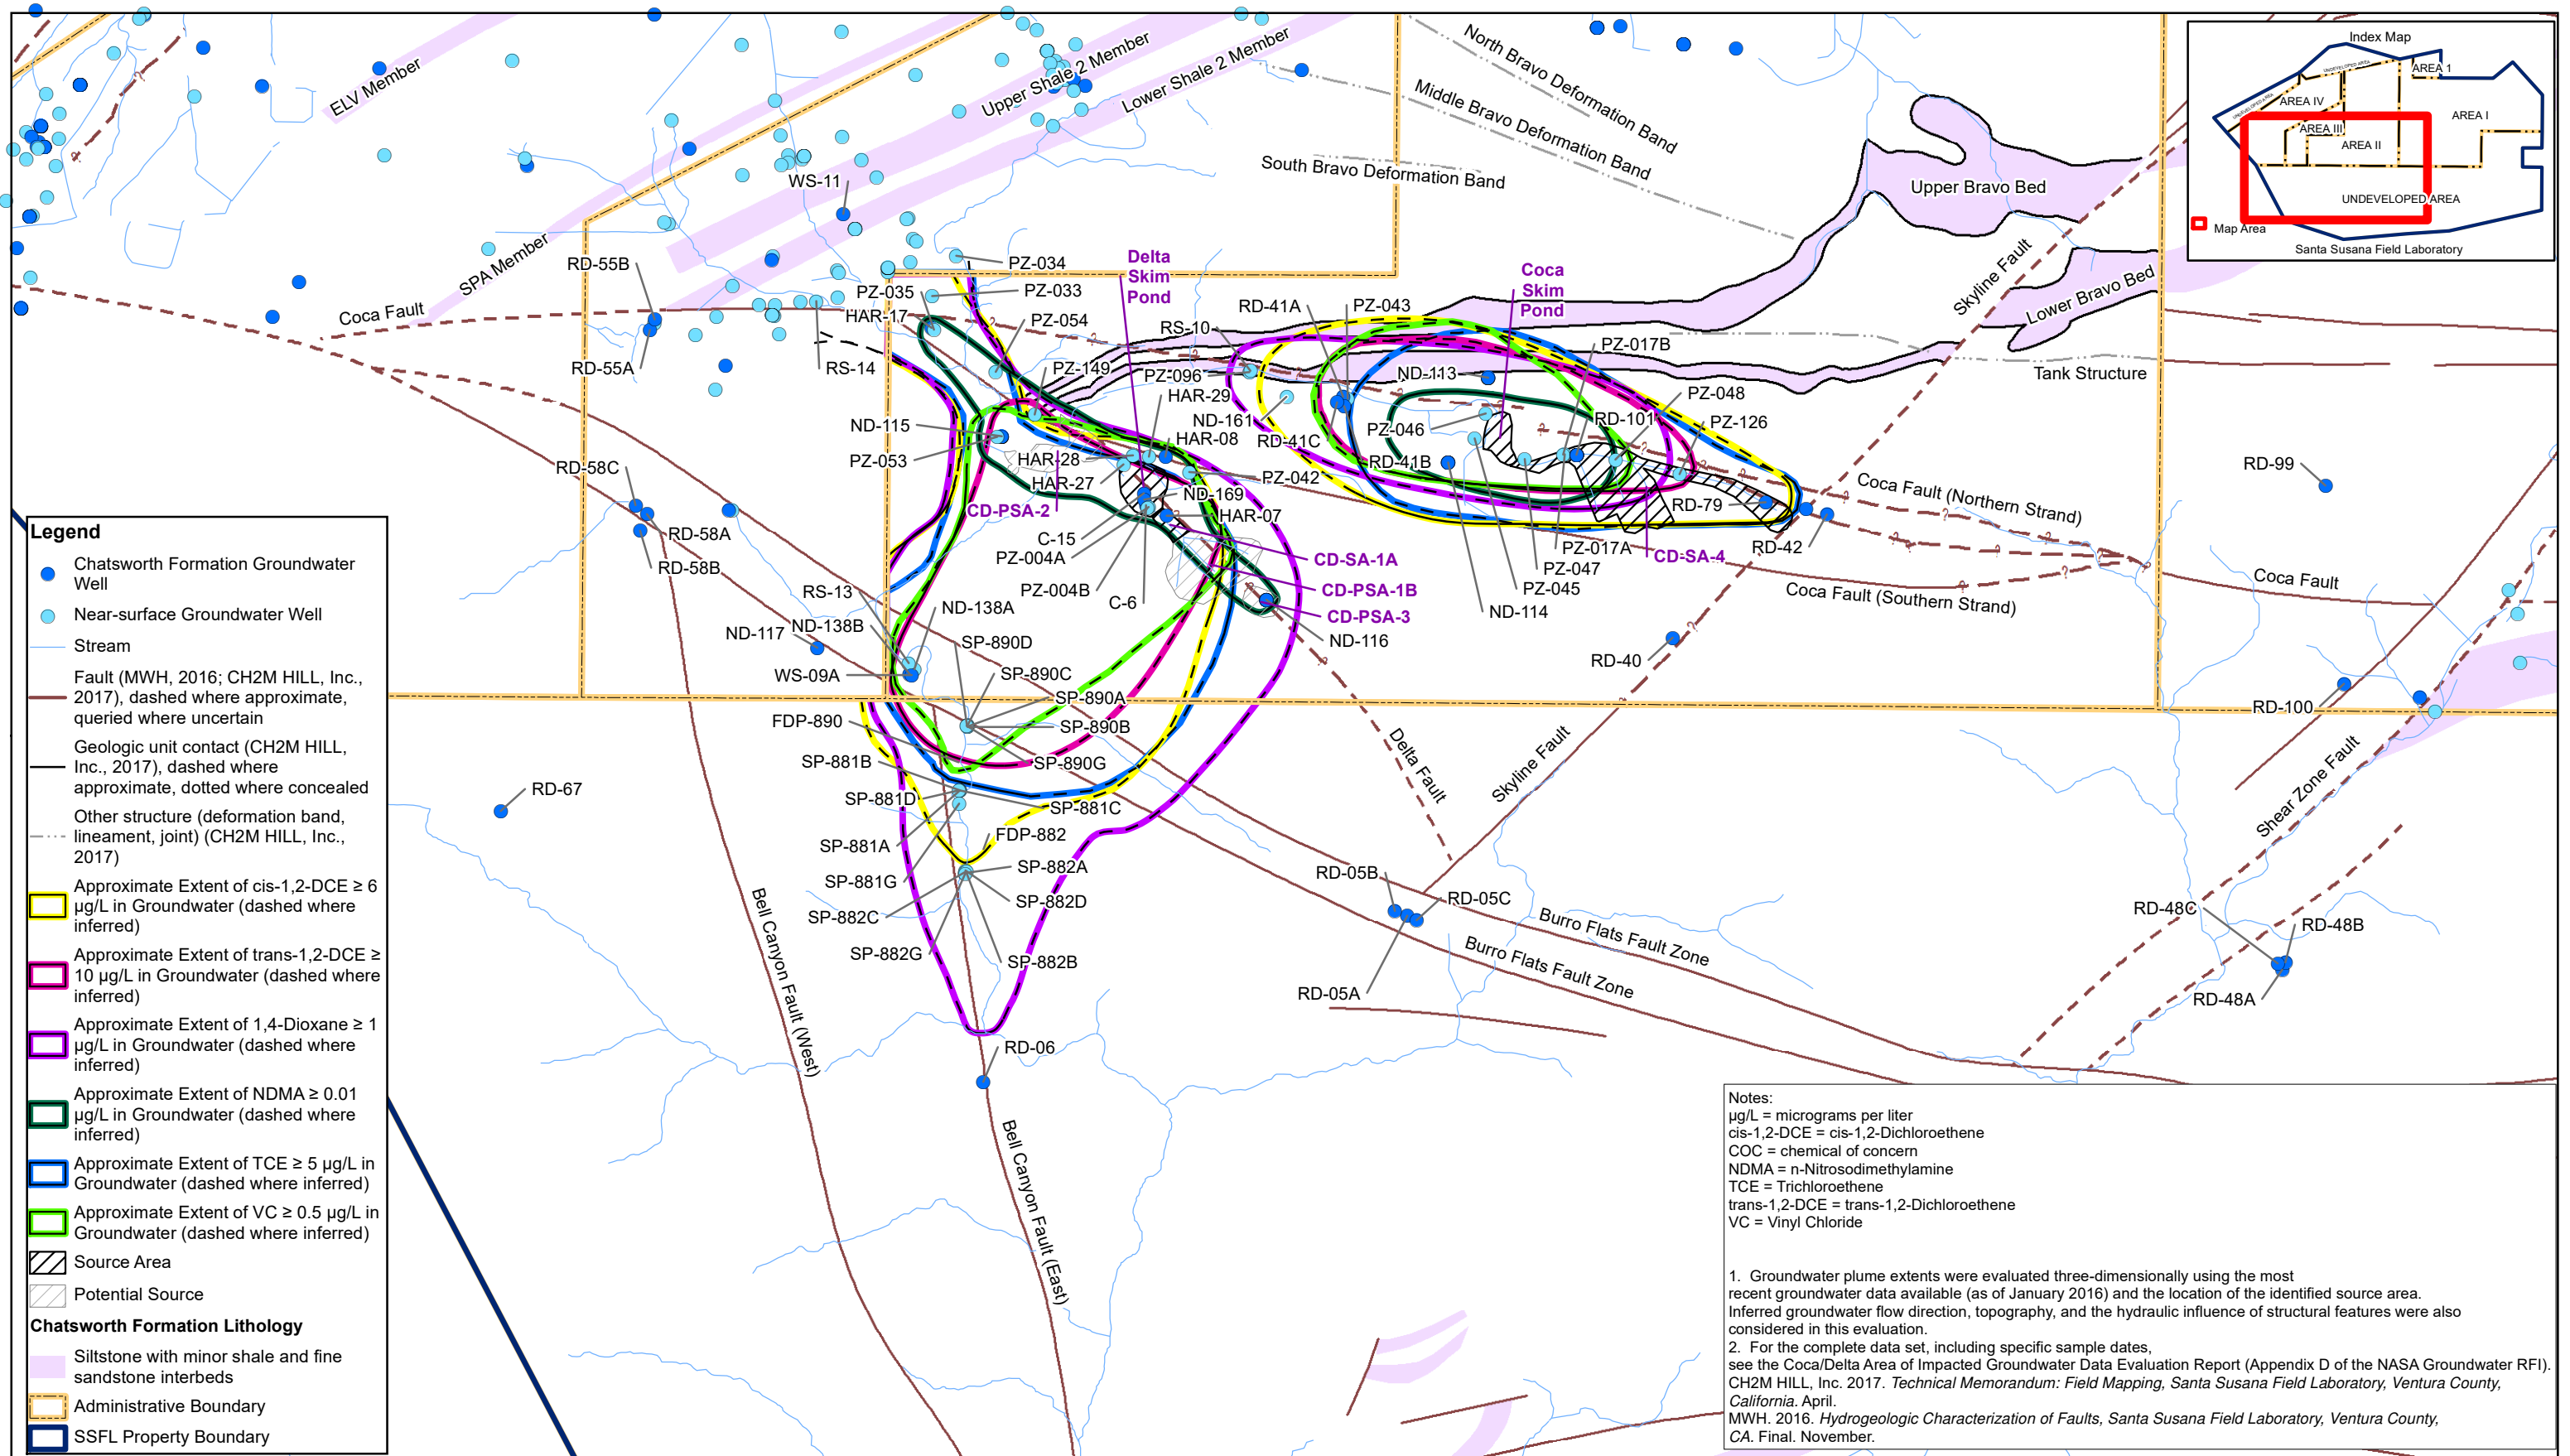 Index Map
UNDEVELOPED AREA
AREA 1
UNDEVELOPED AREA
AREA IV
AREA I
AREA III
AREA II
UNDEVELOPED AREA
Map Area
Santa Susana Field Laboratory
ELV Member
Upper Shale 2 Member
Lower Shale 2 Member
North Bravo Deformation Band
Middle Bravo Deformation Band
South Bravo Deformation Band
Upper Bravo Bed
Lower Bravo Bed
Skyline Fault
Tank Structure
WS-11
SPA Member
RD-55B
Coca Fault
RD-55A
RS-14
PZ-034
PZ-035
PZ-033
HAR-17
PZ-054
Delta
Skim
Pond
Coca
Skim
Pond
RD-41A
PZ-043
RS-10
PZ-017B
PZ-149
PZ-096
ND-113
HAR-29
PZ-048
ND-161
RD-101
PZ-126
ND-115
HAR-08
RD-41C
PZ-046
PZ-053
HAR-28
RD-41B
PZ-042
HAR-27
ND-169
RD-79
CD-PSA-2
HAR-07
C-15
PZ-004A
CD-SA-1A
PZ-017A
CD-SA-4
RD-42
PZ-047
PZ-004B
CD-PSA-1B
PZ-045
C-6
CD-PSA-3
ND-114
ND-116
Coca Fault (Northern Strand)
Coca Fault (Southern Strand)
Coca Fault
RD-99
RD-58C
RD-58A
RD-58B
RS-13
ND-138A
ND-117
ND-138B
SP-890D
WS-09A
SP-890C
SP-890A
FDP-890
SP-890B
SP-881B
SP-890G
SP-881D
SP-881C
FDP-882
SP-881A
SP-882A
SP-881G
SP-882D
SP-882C
SP-882G
SP-882B
RD-06
RD-67
RD-40
RD-100
Delta Fault
Skyline Fault
Shear Zone Fault
RD-05B
RD-05C
RD-05A
Burro Flats Fault Zone
Burro Flats Fault Zone
RD-48C
RD-48B
RD-48A
Bell Canyon Fault (West)
Bell Canyon Fault (East)
Legend
Chatsworth Formation Groundwater
Well
Near-surface Groundwater Well
Stream
Fault (MWH, 2016; CH2M HILL, Inc.,
2017), dashed where approximate,
queried where uncertain
Geologic unit contact (CH2M HILL,
Inc., 2017), dashed where
approximate, dotted where concealed
Other structure (deformation band,
lineament, joint) (CH2M HILL, Inc.,
2017)
Approximate Extent of cis-1,2-DCE ≥ 6
µg/L in Groundwater (dashed where
inferred)
Approximate Extent of trans-1,2-DCE ≥
10 µg/L in Groundwater (dashed where
inferred)
Approximate Extent of 1,4-Dioxane ≥ 1
µg/L in Groundwater (dashed where
inferred)
Approximate Extent of NDMA ≥ 0.01
µg/L in Groundwater (dashed where
inferred)
Approximate Extent of TCE ≥ 5 µg/L in
Groundwater (dashed where inferred)
Approximate Extent of VC ≥ 0.5 µg/L in
Groundwater (dashed where inferred)
Source Area
Potential Source
Chatsworth Formation Lithology
Siltstone with minor shale and fine
sandstone interbeds
Administrative Boundary
SSFL Property Boundary
Notes:
µg/L = micrograms per liter
cis-1,2-DCE = cis-1,2-Dichloroethene
COC = chemical of concern
NDMA = n-Nitrosodimethylamine
TCE = Trichloroethene
trans-1,2-DCE = trans-1,2-Dichloroethene
VC = Vinyl Chloride
1. Groundwater plume extents were evaluated three-dimensionally using the most
recent groundwater data available (as of January 2016) and the location of the identified source area.
Inferred groundwater flow direction, topography, and the hydraulic influence of structural features were also
considered in this evaluation.
2. For the complete data set, including specific sample dates,
see the Coca/Delta Area of Impacted Groundwater Data Evaluation Report (Appendix D of the NASA Groundwater RFI).
CH2M HILL, Inc. 2017. Technical Memorandum: Field Mapping, Santa Susana Field Laboratory, Ventura County,
California. April.
MWH. 2016. Hydrogeologic Characterization of Faults, Santa Susana Field Laboratory, Ventura County,
CA. Final. November.